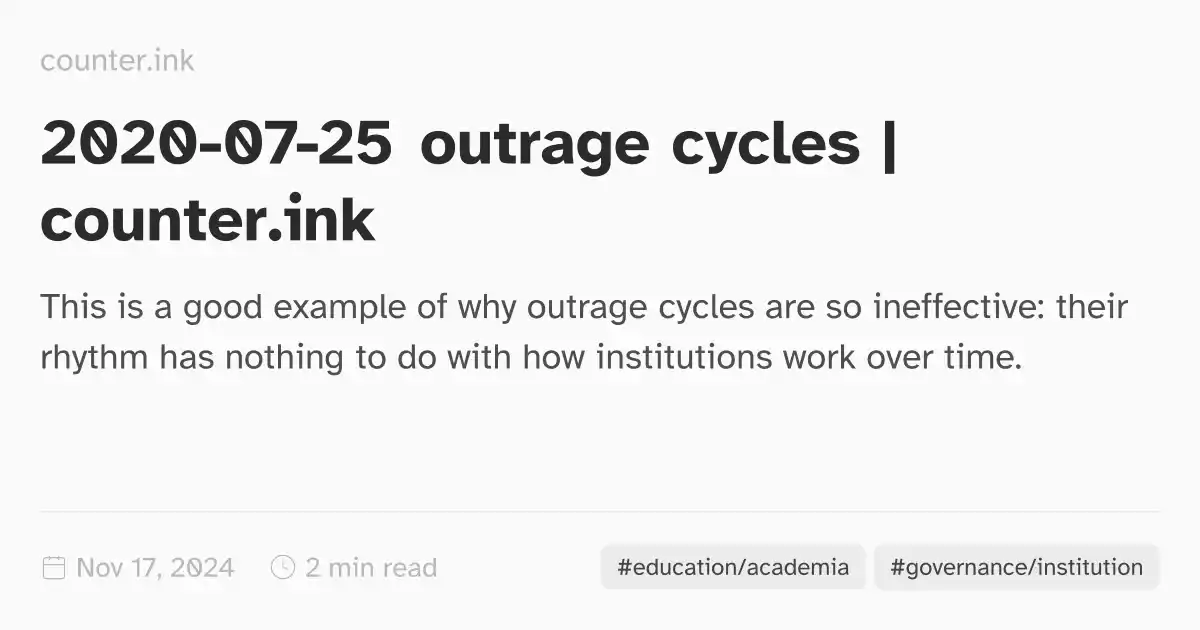 counter.ink
2020-07-25 outrage cycles |
counter.ink
This is a good example of why outrage cycles are so ineffective: their
rhythm has nothing to do with how institutions work over time.
Nov 17, 2024 2 min read #education/academia #governance/institution